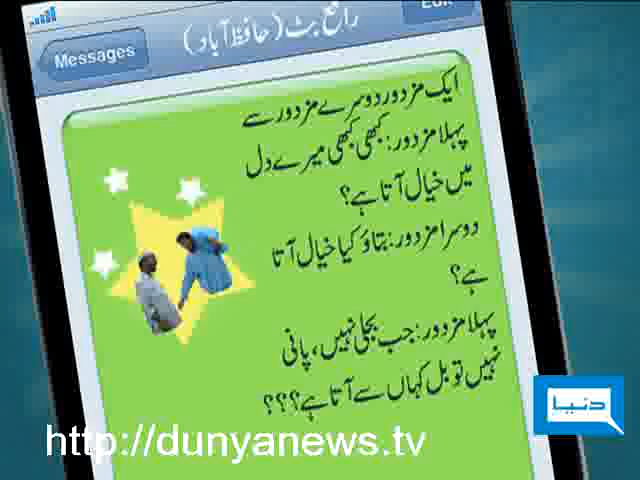 Messages
رافع بٹ (حافظ آباد)
Edit
ایک مزدور دوسرے مزدور سے
پہلا مزدور: کبھی کبھی میرے دل
میں خیال آتا ہے؟
دوسرا مزدور: بتاؤ کیا خیال آتا
ہے؟
پہلا مزدور: جب بجلی نہیں، پانی
نہیں تو بل کہاں سے آتا ہے؟؟؟
دنیا
http://dunyanews.tv